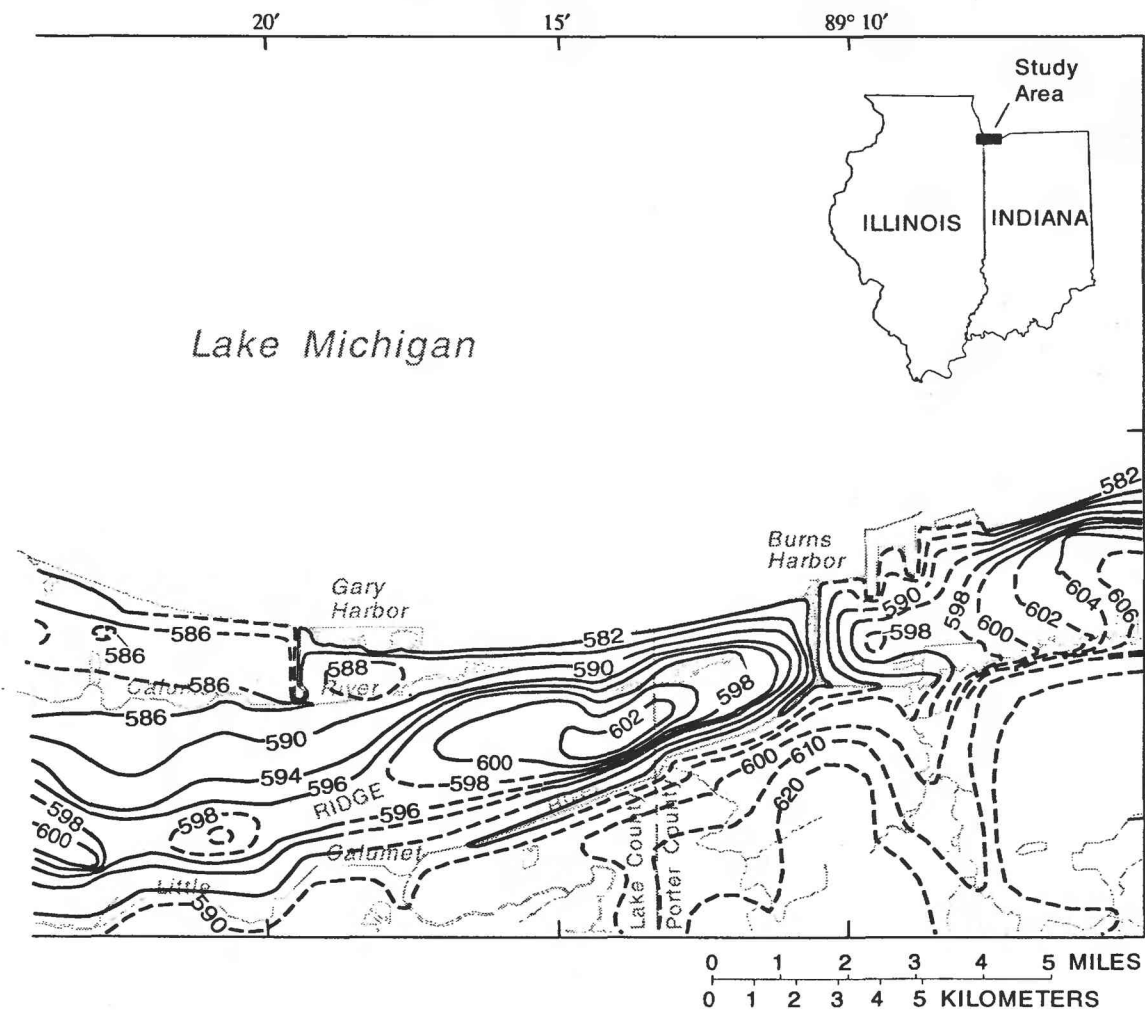 20′ 15′ 89° 10′
Study
Area
ILLINOIS INDIANA
Lake Michigan
582
Burns
Harbor
Gary
Harbor
590
598
604
606
602
600
598
586
582
586
588
590
River
586
598
586
602
590
600
600
610
594
596
598
620
RIDGE
596
598
598
600
Calumet
Little
590
Lake County
Porter County
0 1 2 3 4 5 MILES
0 1 2 3 4 5 KILOMETERS